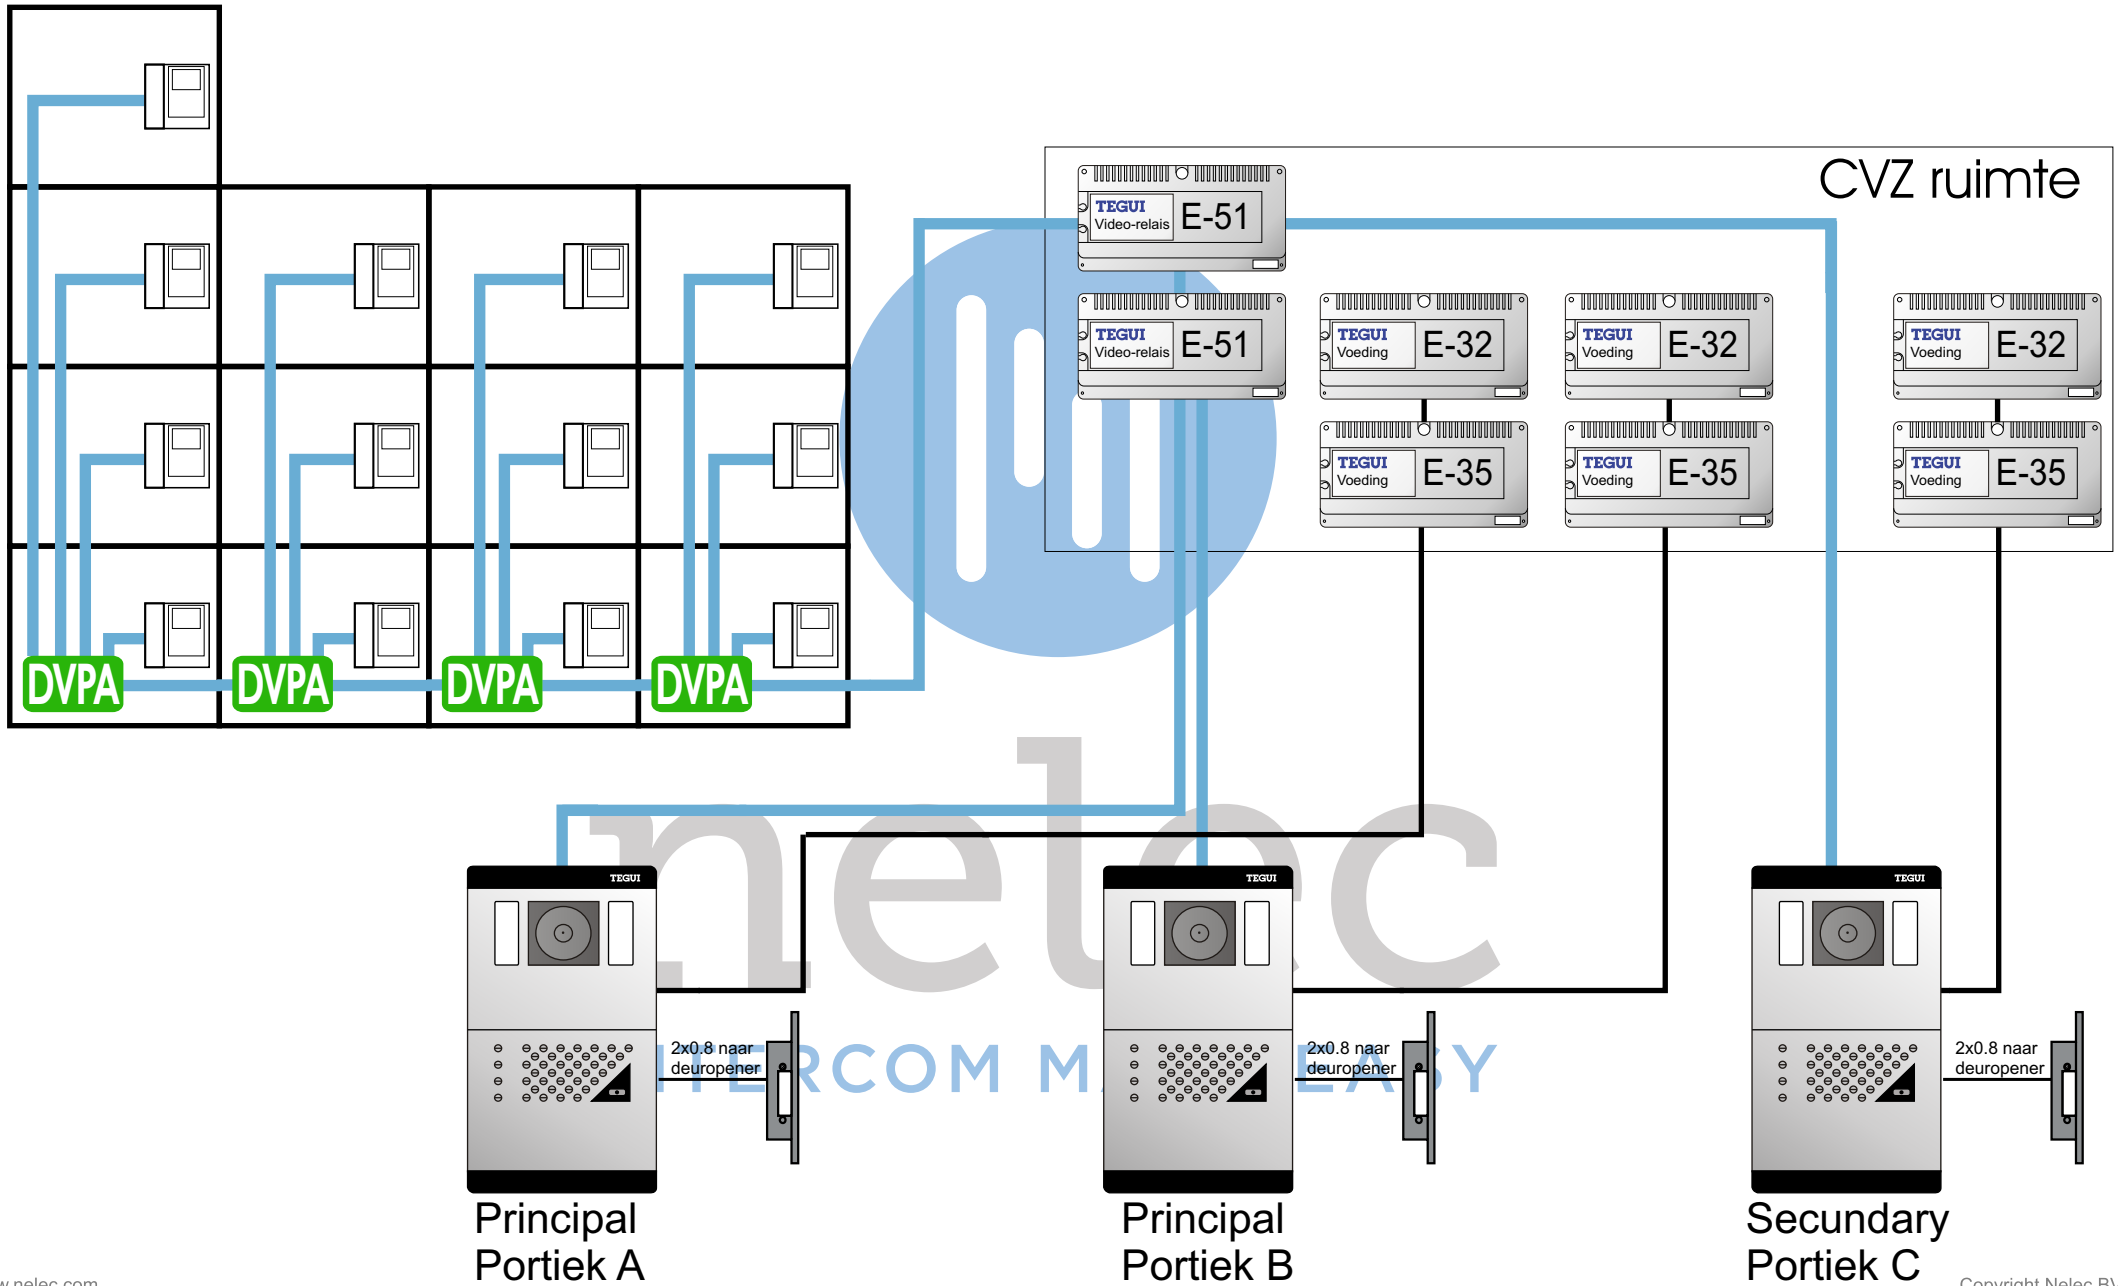 CVZ ruimte
TEGUI
Video-relais
E-51
TEGUI
Video-relais
E-51
TEGUI
Voeding
E-32
TEGUI
Voeding
E-32
TEGUI
Voeding
E-32
TEGUI
Voeding
E-35
TEGUI
Voeding
E-35
TEGUI
Voeding
E-35
DVPA
DVPA
DVPA
DVPA
nelec
TEGUI
TEGUI
TEGUI
2x0.8 naar
deuropener
2x0.8 naar
deuropener
2x0.8 naar
deuropener
Principal
Portiek A
Principal
Portiek B
Secundary
Portiek C